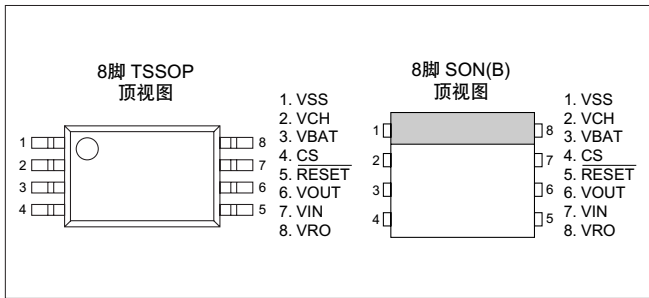 8脚 TSSOP
顶视图
1
2
3
4
8
7
6
5
1. VSS
2. VCH
3. VBAT
4. CS
5. RESET
6. VOUT
7. VIN
8. VRO
8脚 SON(B)
顶视图
1
2
3
4
8
7
6
5
1. VSS
2. VCH
3. VBAT
4. CS
5. RESET
6. VOUT
7. VIN
8. VRO